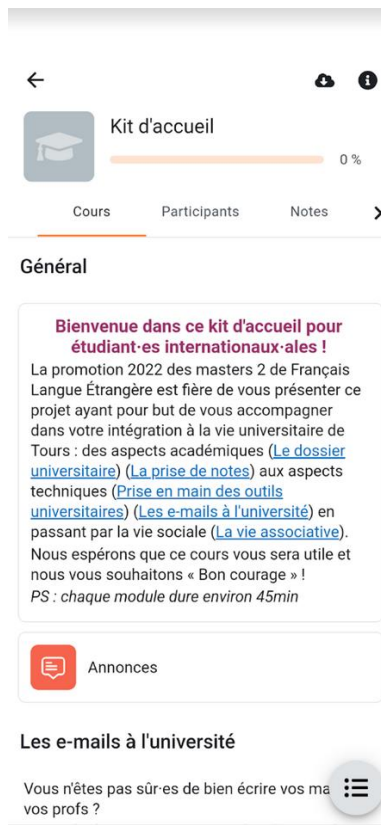 Kit d'accueil
0 %
Cours Participants Notes
Général
Bienvenue dans ce kit d'accueil pour
étudiant·es internationaux·ales !
La promotion 2022 des masters 2 de Français
Langue Étrangère est fière de vous présenter ce
projet ayant pour but de vous accompagner
dans votre intégration à la vie universitaire de
Tours : des aspects académiques (Le dossier
universitaire) (La prise de notes) aux aspects
techniques (Prise en main des outils
universitaires) (Les e-mails à l'université) en
passant par la vie sociale (La vie associative).
Nous espérons que ce cours vous sera utile et
nous vous souhaitons « Bon courage » !
PS : chaque module dure environ 45min
Annonces
Les e-mails à l'université
Vous n'êtes pas sûr·es de bien écrire vos ma
vos profs ?